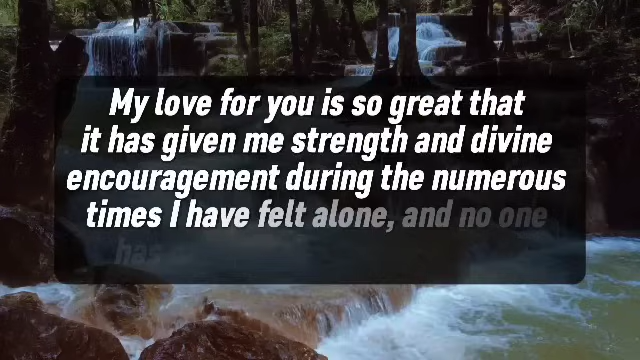 My love for you is so great that
it has given me strength and divine
encouragement during the numerous
times I have felt alone, and no one
has